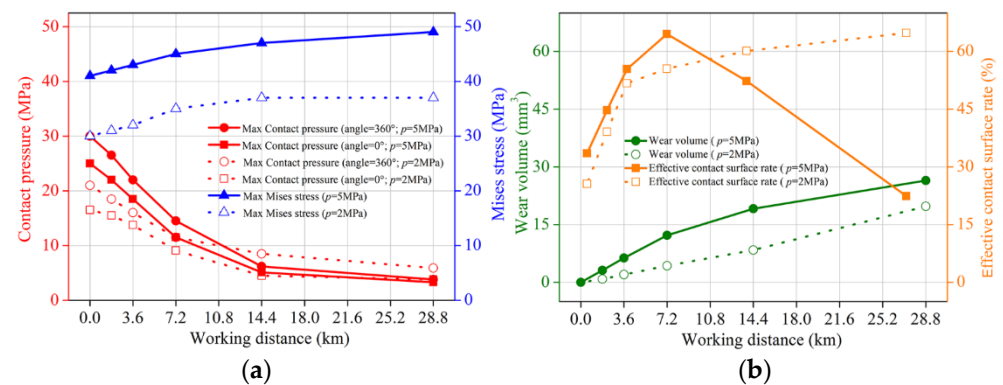 (a)
50
40
30
20
10
0
Contact pressure (MPa)
50
40
30
20
10
0
Mises stress (MPa)
Max Contact pressure (angle=360°; p=5MPa)
Max Contact pressure (angle=0°; p=5MPa)
Max Contact pressure (angle=360°; p=2MPa)
Max Contact pressure (angle=0°; p=2MPa)
Max Mises stress (p=5MPa)
Max Mises stress (p=2MPa)
0.0 3.6 7.2 10.8 14.4 18.0 21.6 25.2 28.8
Working distance (km)
(a)
(b)
60
45
30
15
0
Wear volume (mm³)
60
50
40
30
20
10
0
Effective contact surface rate (%)
Wear volume ( p=5MPa)
Wear volume ( p=2MPa)
Effective contact surface rate ( p=5MPa)
Effective contact surface rate ( p=2MPa)
0.0 3.6 7.2 10.8 14.4 18.0 21.6 25.2 28.8
Working distance (km)
(b)